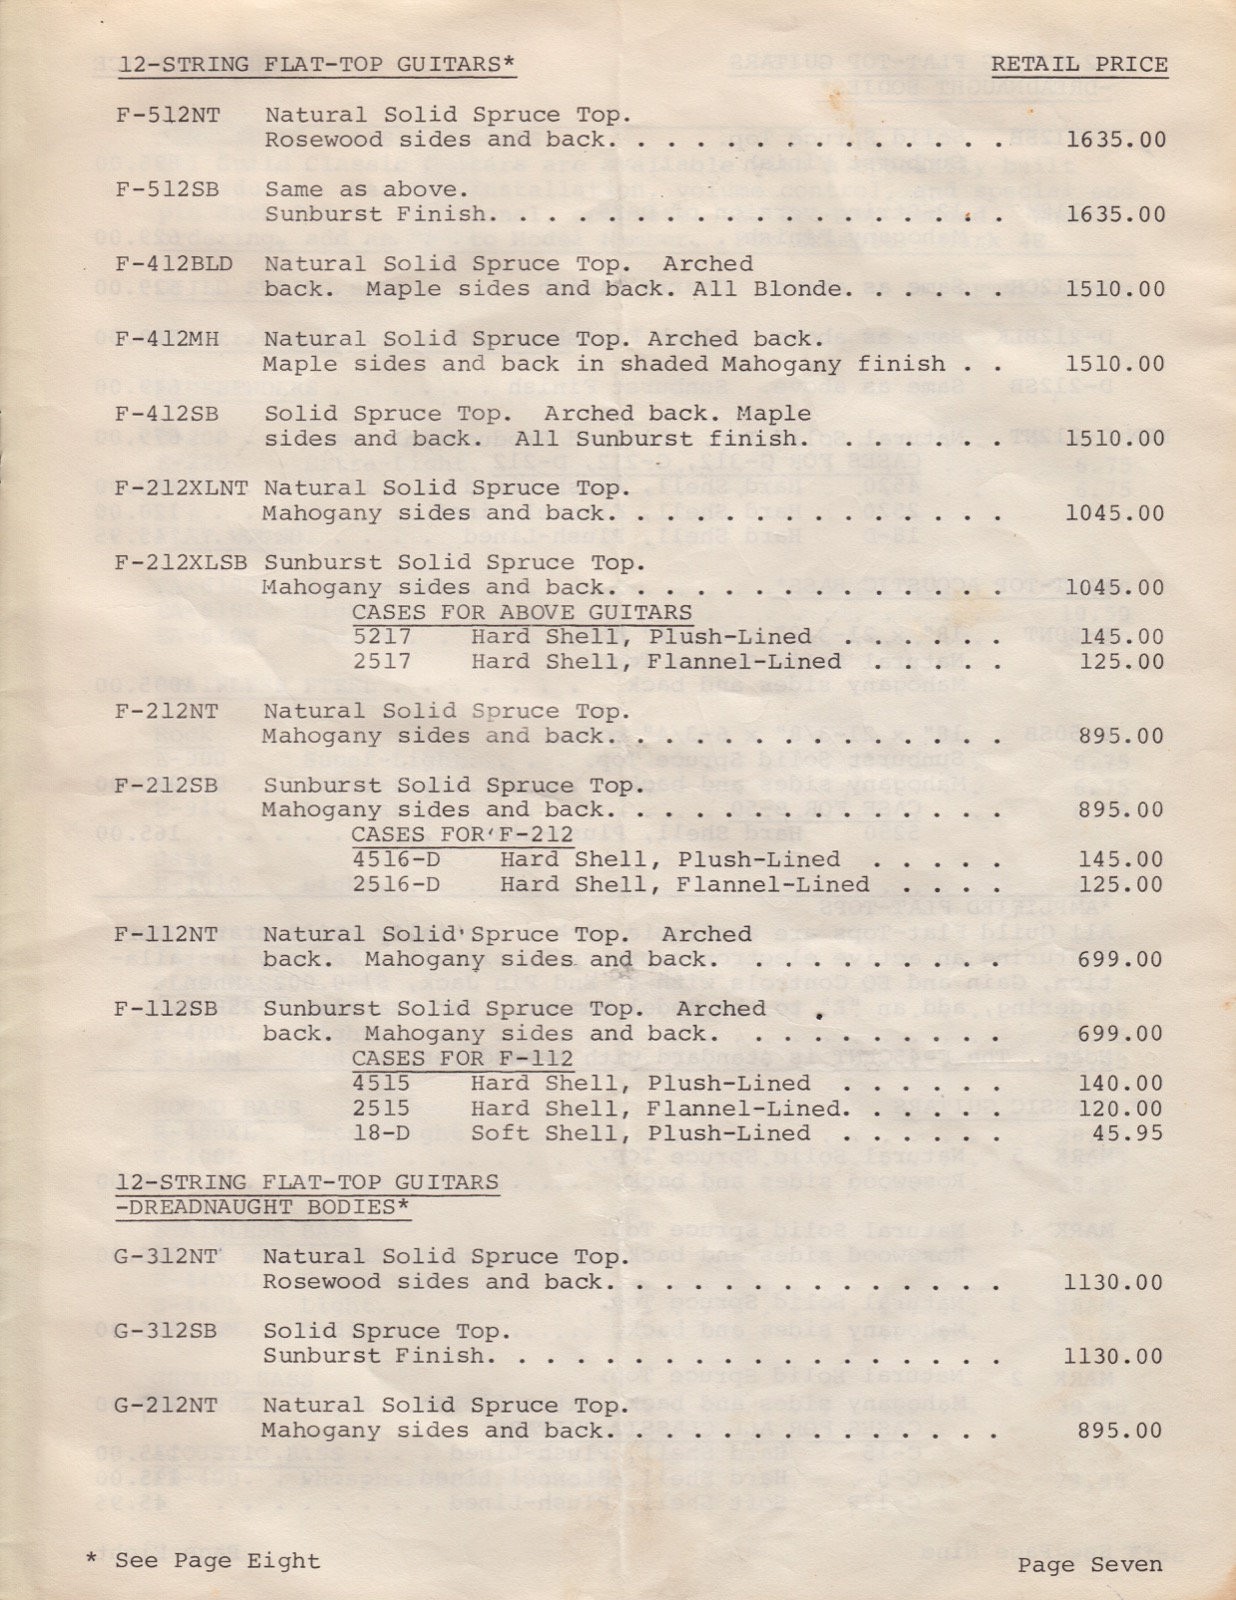 12-STRING FLAT-TOP GUITARS* RETAIL PRICE
F-512NT Natural Solid Spruce Top.
Rosewood sides and back. . . . . . . . . . . . . . 1635.00
F-512SB Same as above.
Sunburst Finish. . . . . . . . . . . . . . . . . . 1635.00
F-412BLD Natural Solid Spruce Top. Arched
back. Maple sides and back. All Blonde. . . . . . 1510.00
F-412MH Natural Solid Spruce Top. Arched back.
Maple sides and back in shaded Mahogany finish . . 1510.00
F-412SB Solid Spruce Top. Arched back. Maple
sides and back. All Sunburst finish. . . . . . . 1510.00
F-212XLNT Natural Solid Spruce Top.
Mahogany sides and back. . . . . . . . . . . . . . 1045.00
F-212XLSB Sunburst Solid Spruce Top.
Mahogany sides and back. . . . . . . . . . . . . . 1045.00
CASES FOR ABOVE GUITARS
5217 Hard Shell, Plush-Lined . . . . . . 145.00
2517 Hard Shell, Flannel-Lined . . . . . 125.00
F-212NT Natural Solid Spruce Top.
Mahogany sides and back. . . . . . . . . . . . . . 895.00
F-212SB Sunburst Solid Spruce Top.
Mahogany sides and back. . . . . . . . . . . . . . 895.00
CASES FOR F-212
4516-D Hard Shell, Plush-Lined . . . . . 145.00
2516-D Hard Shell, Flannel-Lined . . . . 125.00
F-112NT Natural Solid Spruce Top. Arched
back. Mahogany sides and back. . . . . . . . . . 699.00
F-112SB Sunburst Solid Spruce Top. Arched
back. Mahogany sides and back. . . . . . . . . . 699.00
CASES FOR F-112
4515 Hard Shell, Plush-Lined . . . . . . 140.00
2515 Hard Shell, Flannel-Lined. . . . . . 120.00
18-D Soft Shell, Plush-Lined . . . . . . 45.95
12-STRING FLAT-TOP GUITARS
-DREADNAUGHT BODIES*
G-312NT Natural Solid Spruce Top.
Rosewood sides and back. . . . . . . . . . . . . . 1130.00
G-312SB Solid Spruce Top.
Sunburst Finish. . . . . . . . . . . . . . . . . . 1130.00
G-212NT Natural Solid Spruce Top.
Mahogany sides and back. . . . . . . . . . . . . . 895.00
* See Page Eight Page Seven